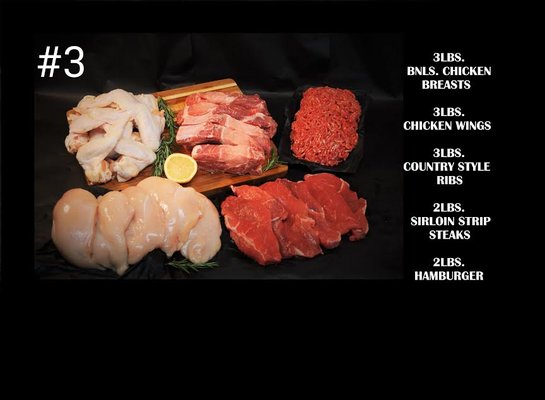 #3
3LBS.
BNLS. CHICKEN
BREASTS
3LBS.
CHICKEN WINGS
3LBS.
COUNTRY STYLE
RIBS
2LBS.
SIRLOIN STRIP
STEAKS
2LBS.
HAMBURGER